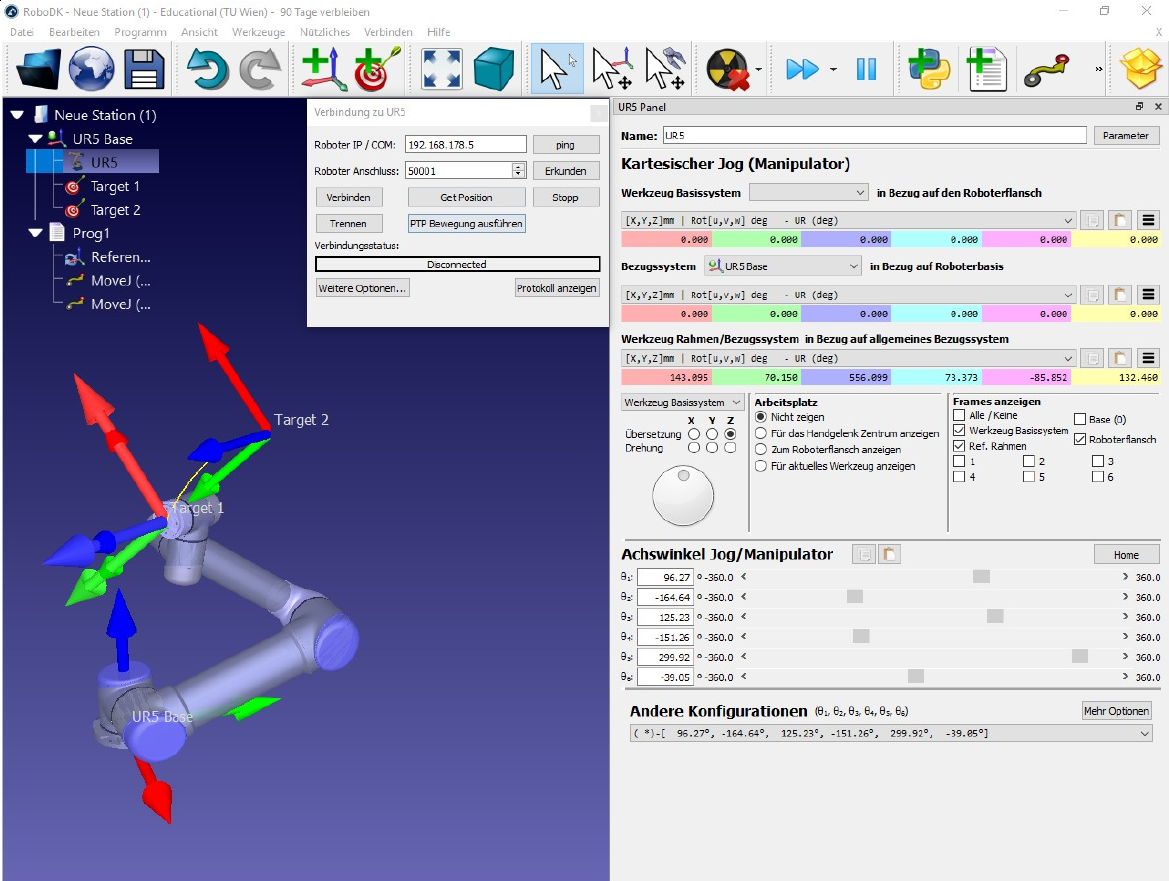 RoboDK - Neue Station (1) - Educational (TU Wien) - 90 Tage verbleiben
Datei Bearbeiten Programm Ansicht Werkzeuge Nützliches Verbinden Hilfe
Neue Station (1)
UR5 Base
UR5
Target 1
Target 2
Prog1
Referen...
MoveJ (...
MoveJ (...
Verbindung zu UR5
Roboter IP / COM: 192.168.178.5 ping
Roboter Anschluss: 50001 Erkunden
Verbinden Get Position Stopp
Trennen PTP Bewegung ausführen
Verbindungsstatus:
Disconnected
Weitere Optionen... Protokoll anzeigen
Target 2
Target 1
UR5 Base
UR5 Panel
Name: UR5 Parameter
Kartesischer Jog (Manipulator)
Werkzeug Basissystem in Bezug auf den Roboterflansch
[X,Y,Z]mm | Rot[u,v,w] deg - UR (deg)
0.000 0.000 0.000 0.000 0.000 0.000
Bezugssystem UR5 Base in Bezug auf Roboterbasis
[X,Y,Z]mm | Rot[u,v,w] deg - UR (deg)
0.000 0.000 0.000 0.000 0.000 0.000
Werkzeug Rahmen/Bezugssystem in Bezug auf allgemeines Bezugssystem
[X,Y,Z]mm | Rot[u,v,w] deg - UR (deg)
143.095 70.150 556.099 73.373 -85.852 132.460
Werkzeug Basissystem
X Y Z
Übersetzung
Drehung
Arbeitsplatz
Nicht zeigen
Für das Handgelenk Zentrum anzeigen
Zum Roboterflansch anzeigen
Für aktuelles Werkzeug anzeigen
Frames anzeigen
Alle / Keine Base (0)
Werkzeug Basissystem Roboterflansch
Ref. Rahmen
1 2 3
4 5 6
Achswinkel Jog/Manipulator Home
θ₁: 96.27 º -360.0 < > 360.0
θ₂: -164.64 º -360.0 < > 360.0
θ₃: 125.23 º -360.0 < > 360.0
θ₄: -151.26 º -360.0 < > 360.0
θ₅: 299.92 º -360.0 < > 360.0
θ₆: -39.05 º -360.0 < > 360.0
Andere Konfigurationen (θ₁, θ₂, θ₃, θ₄, θ₅, θ₆) Mehr Optionen
( *)-[ 96.27°, -164.64°, 125.23°, -151.26°, 299.92°, -39.05°]